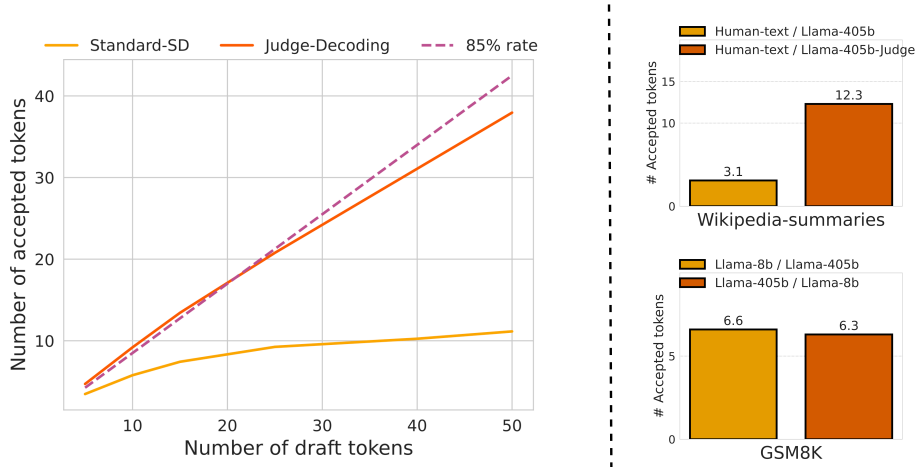 Standard-SD Judge-Decoding 85% rate
Number of accepted tokens
40
30
20
10
10 20 30 40 50
Number of draft tokens
Human-text / Llama-405b
Human-text / Llama-405b-Judge
# Accepted tokens
15
10
0
3.1
12.3
Wikipedia-summaries
Llama-8b / Llama-405b
Llama-405b / Llama-8b
# Accepted tokens
5
0
6.6
6.3
GSM8K